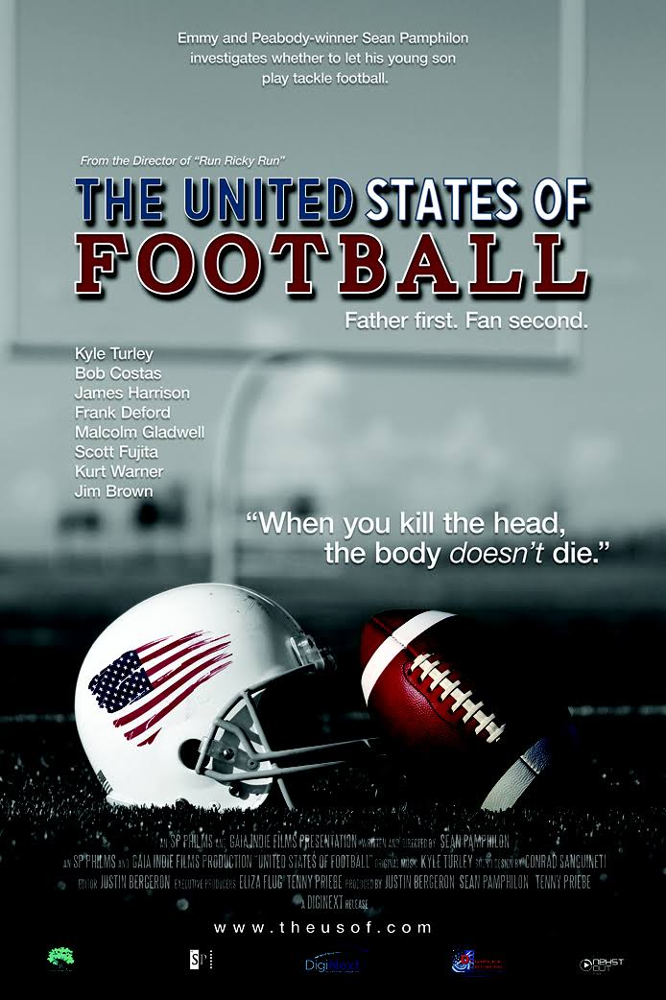 Emmy and Peabody-winner Sean Pamphilon
investigates whether to let his young son
play tackle football.
From the Director of “Run Ricky Run”
THE UNITED STATES OF
FOOTBALL
Father first. Fan second.
Kyle Turley
Bob Costas
James Harrison
Frank Deford
Malcolm Gladwell
Scott Fujita
Kurt Warner
Jim Brown
“When you kill the head,
the body doesn’t die.”
AN SP PHILMS AND GAIA INDIE FILMS PRESENTATION WRITTEN AND DIRECTED BY SEAN PAMPHILON
AN SP PHILMS AND GAIA INDIE FILMS PRODUCTION "UNITED STATES OF FOOTBALL" ORIGINAL MUSIC KYLE TURLEY SOUND DESIGN BY CONRAD SANGUINETI
EDITOR JUSTIN BERGERON EXECUTIVE PRODUCERS ELIZA FLUG TENNY PRIEBE PRODUCED BY JUSTIN BERGERON SEAN PAMPHILON TENNY PRIEBE
A DIGINEXT RELEASE
www.theusof.com
SP
DigiNext
NEHST OUT